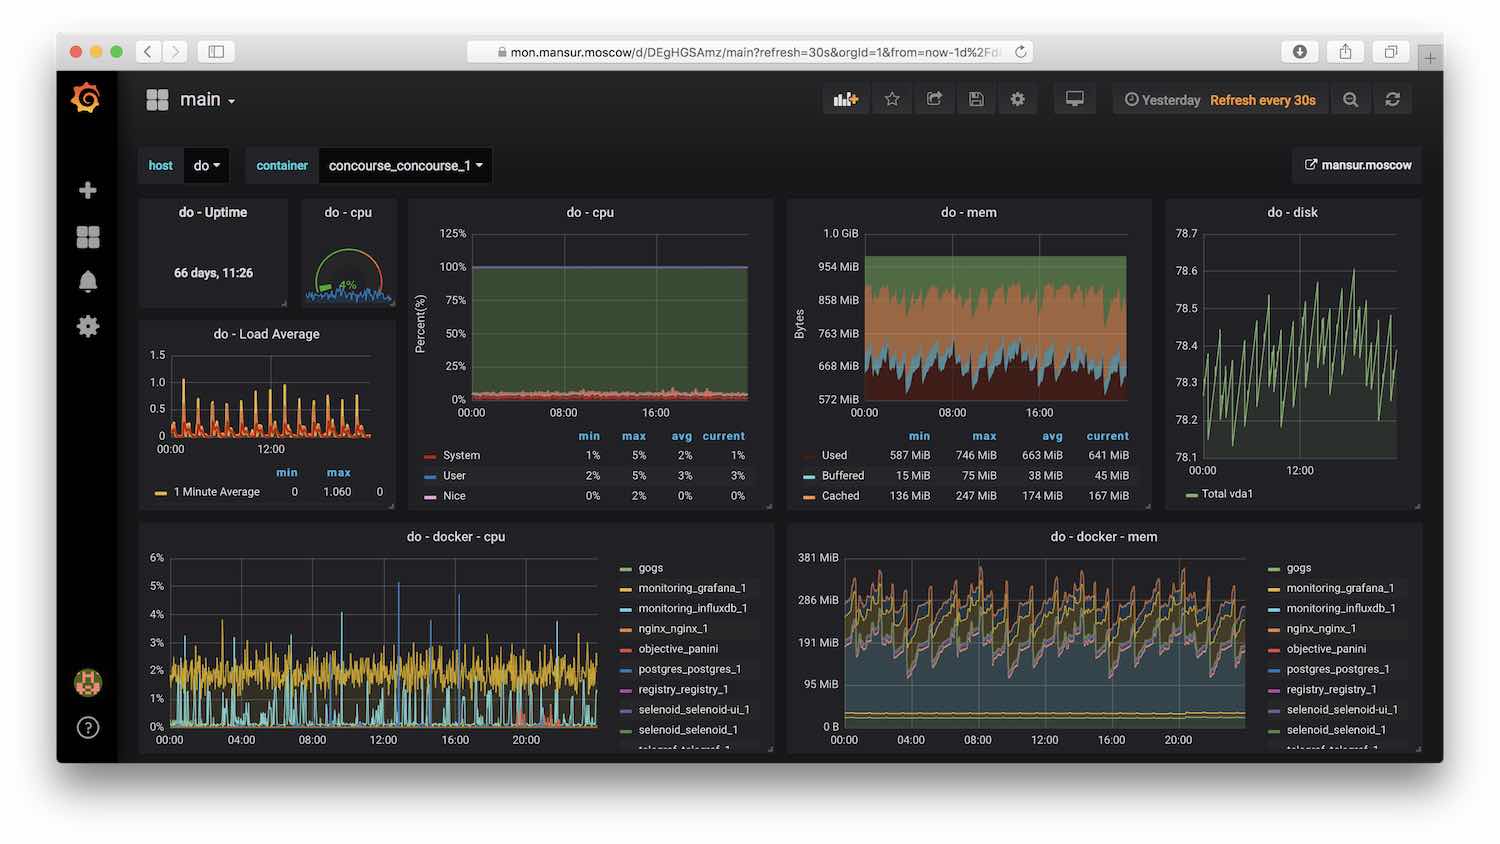 mon.mansur.moscow/d/DEgHGSAmz/main?refresh=30s&orgId=1&from=now-1d%2Fd
main
Yesterday Refresh every 30s
host do container concourse_concourse_1 mansur.moscow
do - Uptime
66 days, 11:26
do - cpu
4%
do - Load Average
1.5
1.0
0.5
0
00:00 12:00
min max
1 Minute Average 0 1.060 0
do - cpu
Percent(%)
125%
100%
75%
50%
25%
0%
00:00 08:00 16:00
min max avg current
System 1% 5% 2% 1%
User 2% 5% 3% 3%
Nice 0% 2% 0% 0%
do - mem
Bytes
1.0 GiB
954 MiB
858 MiB
763 MiB
668 MiB
572 MiB
00:00 08:00 16:00
min max avg current
Used 587 MiB 746 MiB 663 MiB 641 MiB
Buffered 15 MiB 75 MiB 38 MiB 45 MiB
Cached 136 MiB 247 MiB 174 MiB 167 MiB
do - disk
78.7
78.6
78.5
78.4
78.3
78.2
78.1
00:00 12:00
Total vda1
do - docker - cpu
6%
5%
4%
3%
2%
1%
0%
00:00 04:00 08:00 12:00 16:00 20:00
gogs
monitoring_grafana_1
monitoring_influxdb_1
nginx_nginx_1
objective_panini
postgres_postgres_1
registry_registry_1
selenoid_selenoid-ui_1
selenoid_selenoid_1
do - docker - mem
381 MiB
286 MiB
191 MiB
95 MiB
0 B
00:00 04:00 08:00 12:00 16:00 20:00
gogs
monitoring_grafana_1
monitoring_influxdb_1
nginx_nginx_1
objective_panini
postgres_postgres_1
registry_registry_1
selenoid_selenoid-ui_1
selenoid_selenoid_1